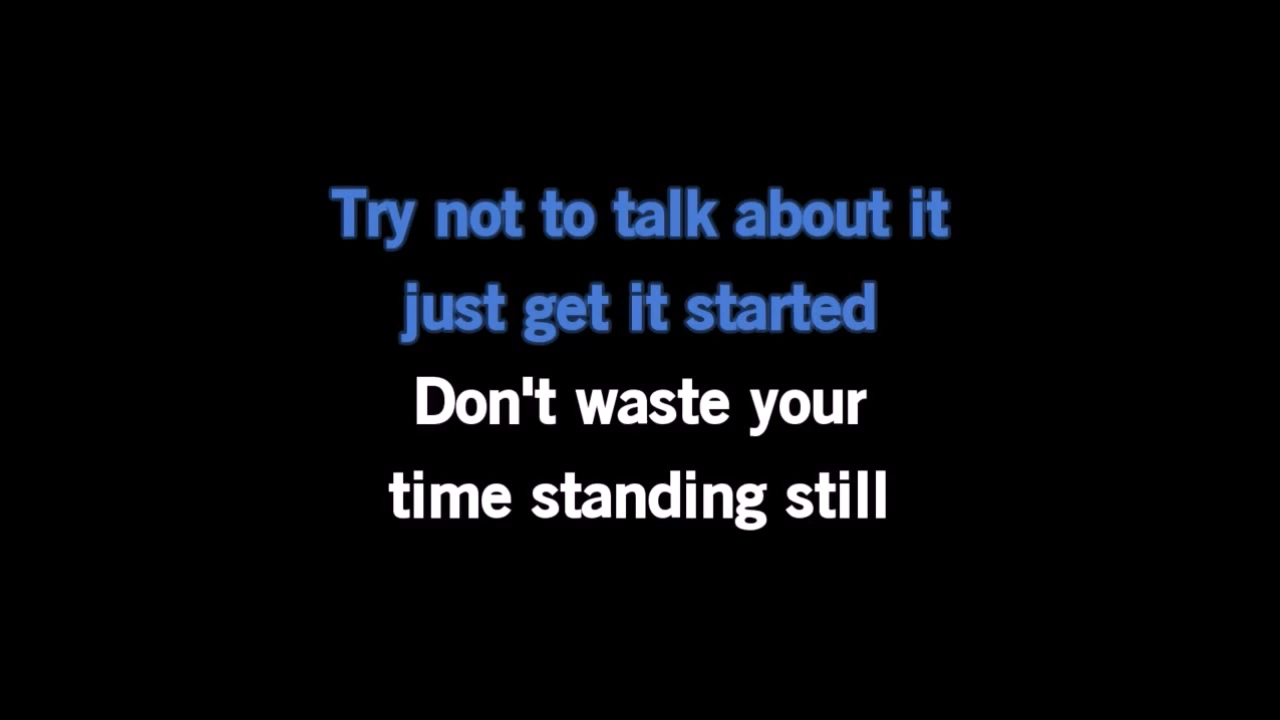 Try not to talk about it
just get it started
Don't waste your
time standing still